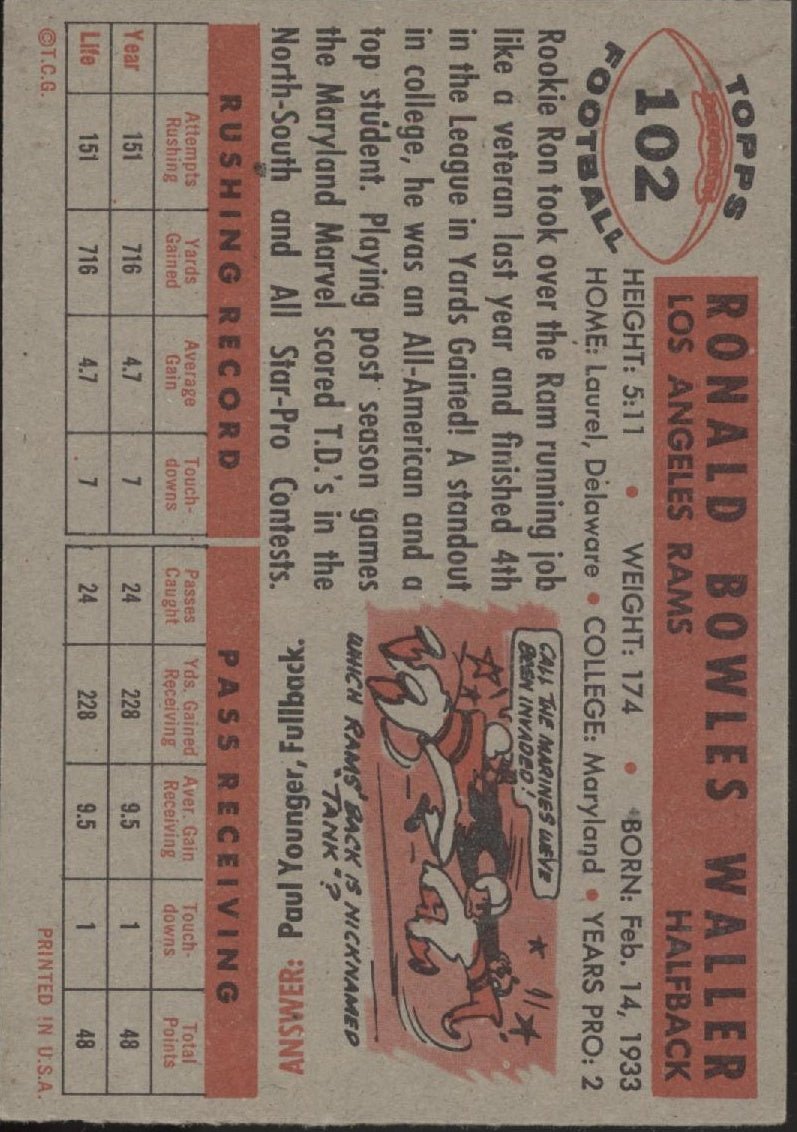 TOPPS
102
FOOTBALL
RONALD BOWLES WALLER
LOS ANGELES RAMS HALFBACK
HEIGHT: 5:11 • WEIGHT: 174 • BORN: Feb. 14, 1933
HOME: Laurel, Delaware • COLLEGE: Maryland • YEARS PRO: 2
Rookie Ron took over the Ram running job
like a veteran last year and finished 4th
in the League in Yards Gained! A standout
in college, he was an All-American and a
top student. Playing post season games
the Maryland Marvel scored T.D.'s in the
North-South and All Star-Pro Contests.
CALL THE MARINES WE'VE
BEEN INVADED!
WHICH RAMS' BACK IS NICKNAMED
"TANK"?
ANSWER: Paul Younger, Fullback.
RUSHING RECORD PASS RECEIVING
Attempts Rushing Yards Gained Average Gain Touch-downs Passes Caught Yds. Gained Receiving Aver. Gain Receiving Touch-downs Total Points
Year 151 716 4.7 7 24 228 9.5 1 48
Life 151 716 4.7 7 24 228 9.5 1 48
©T.C.G. PRINTED IN U.S.A.